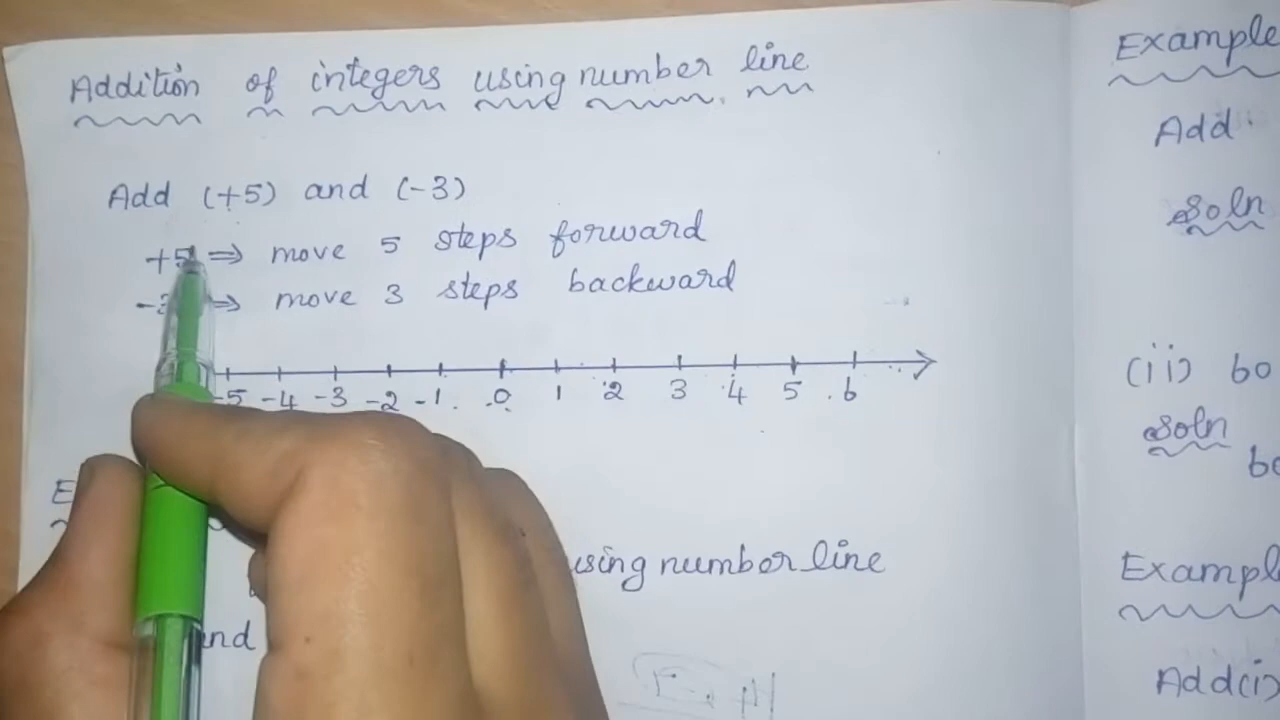 Addition of integers using number line
Add (+5) and (-3)
+5 ⇒ move 5 steps forward
-3 ⇒ move 3 steps backward
-5 -4 -3 -2 -1 0 1 2 3 4 5 6
using number line
and
Example
Add
Soln
(ii)
Soln
Exampl
Add (i)